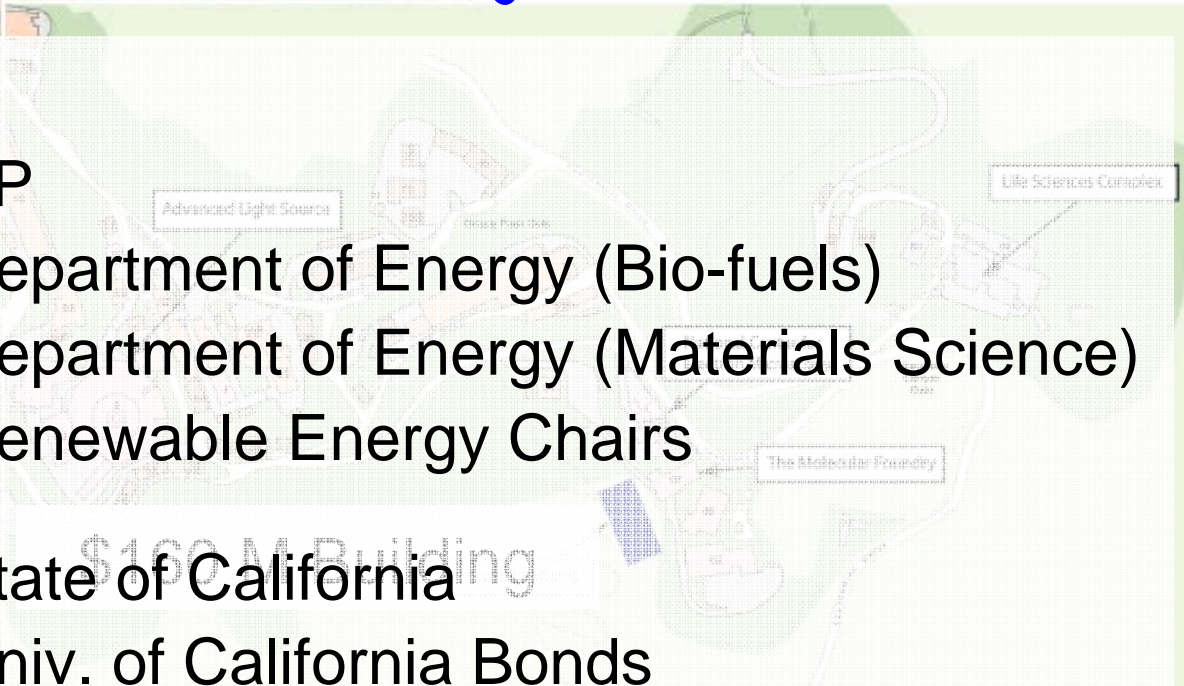 P
Life Sciences Complex
Advanced Light Source
epartment of Energy (Bio-fuels)
epartment of Energy (Materials Science)
enewable Energy Chairs
The Molecular Foundry
$160 M Building
tate of California
niv. of California Bonds